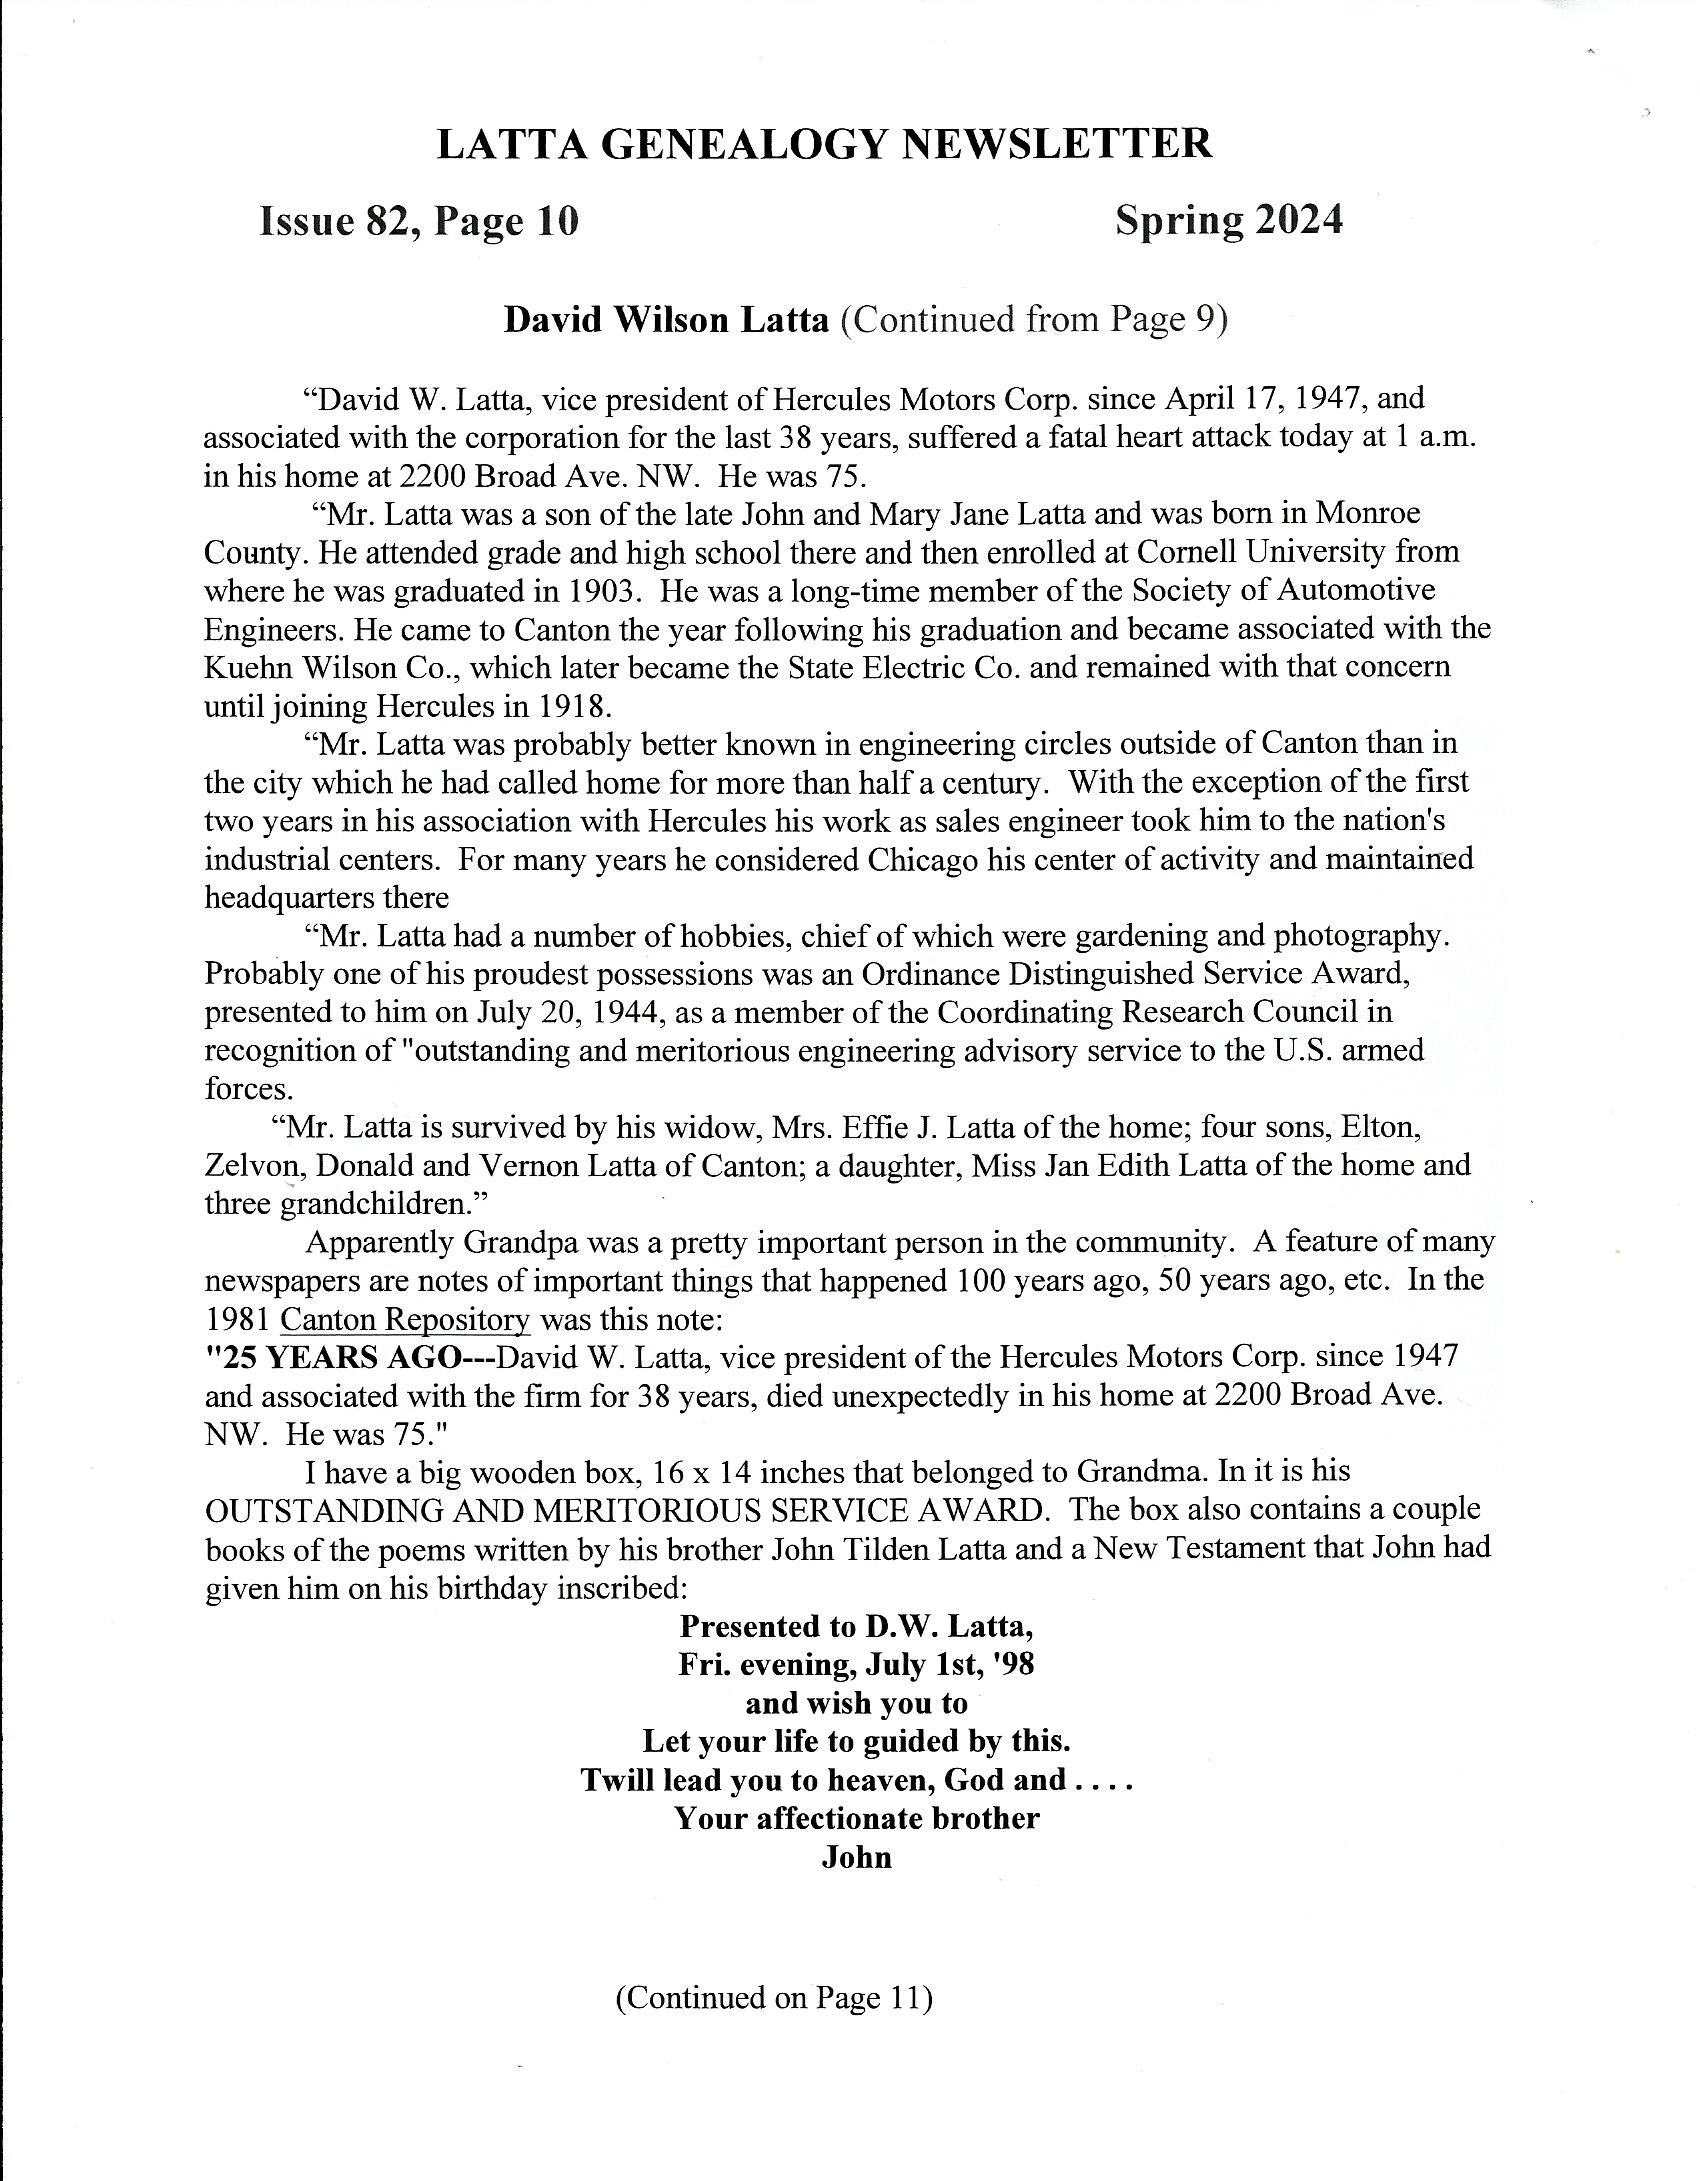 LATTA GENEALOGY NEWSLETTER
Issue 82, Page 10 Spring 2024
David Wilson Latta (Continued from Page 9)
“David W. Latta, vice president of Hercules Motors Corp. since April 17, 1947, and
associated with the corporation for the last 38 years, suffered a fatal heart attack today at 1 a.m.
in his home at 2200 Broad Ave. NW.  He was 75.
“Mr. Latta was a son of the late John and Mary Jane Latta and was born in Monroe
County. He attended grade and high school there and then enrolled at Cornell University from
where he was graduated in 1903.  He was a long-time member of the Society of Automotive
Engineers. He came to Canton the year following his graduation and became associated with the
Kuehn Wilson Co., which later became the State Electric Co. and remained with that concern
until joining Hercules in 1918.
“Mr. Latta was probably better known in engineering circles outside of Canton than in
the city which he had called home for more than half a century.  With the exception of the first
two years in his association with Hercules his work as sales engineer took him to the nation's
industrial centers.  For many years he considered Chicago his center of activity and maintained
headquarters there
“Mr. Latta had a number of hobbies, chief of which were gardening and photography.
Probably one of his proudest possessions was an Ordinance Distinguished Service Award,
presented to him on July 20, 1944, as a member of the Coordinating Research Council in
recognition of "outstanding and meritorious engineering advisory service to the U.S. armed
forces.
“Mr. Latta is survived by his widow, Mrs. Effie J. Latta of the home; four sons, Elton,
Zelvon, Donald and Vernon Latta of Canton; a daughter, Miss Jan Edith Latta of the home and
three grandchildren.”
Apparently Grandpa was a pretty important person in the community.  A feature of many
newspapers are notes of important things that happened 100 years ago, 50 years ago, etc.  In the
1981 Canton Repository was this note:
"25 YEARS AGO---David W. Latta, vice president of the Hercules Motors Corp. since 1947
and associated with the firm for 38 years, died unexpectedly in his home at 2200 Broad Ave.
NW.  He was 75."
I have a big wooden box, 16 x 14 inches that belonged to Grandma. In it is his
OUTSTANDING AND MERITORIOUS SERVICE AWARD.  The box also contains a couple
books of the poems written by his brother John Tilden Latta and a New Testament that John had
given him on his birthday inscribed:
Presented to D.W. Latta,
Fri. evening, July 1st, '98
and wish you to
Let your life to guided by this.
Twill lead you to heaven, God and . . . .
Your affectionate brother
John
(Continued on Page 11)